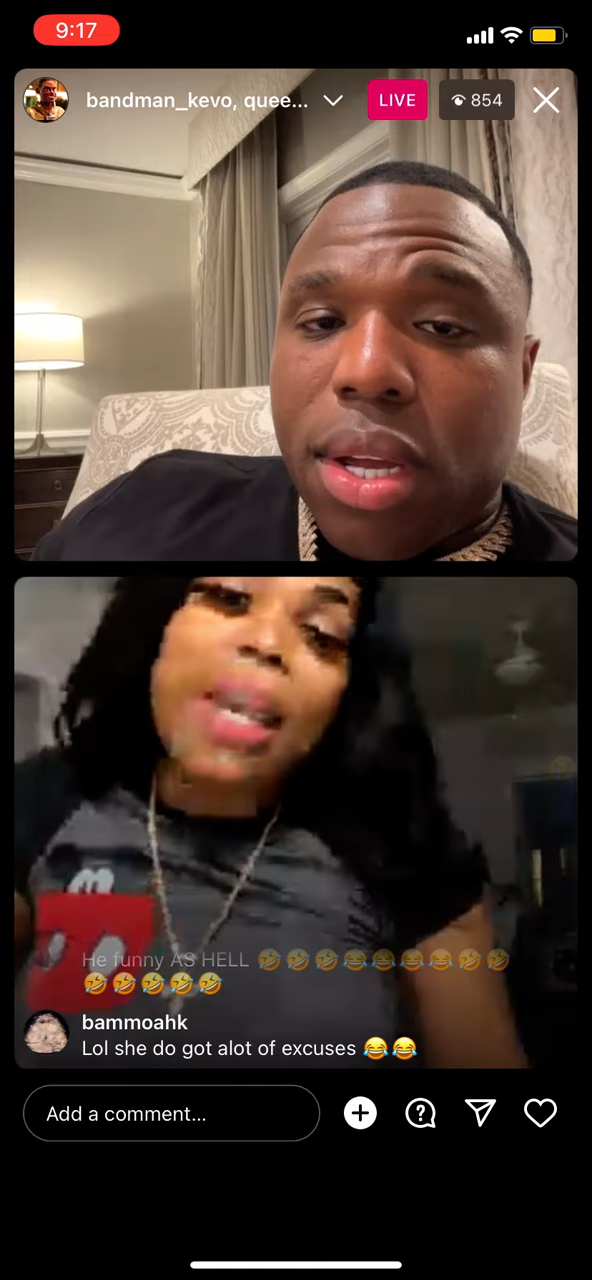 9:17
bandman_kevo, quee...
LIVE
854
He funny AS HELL 🤣🤣🤣😂😂😂😂🤣🤣
🤣🤣🤣🤣🤣
bammoahk
Lol she do got alot of excuses 😂😂
Add a comment...